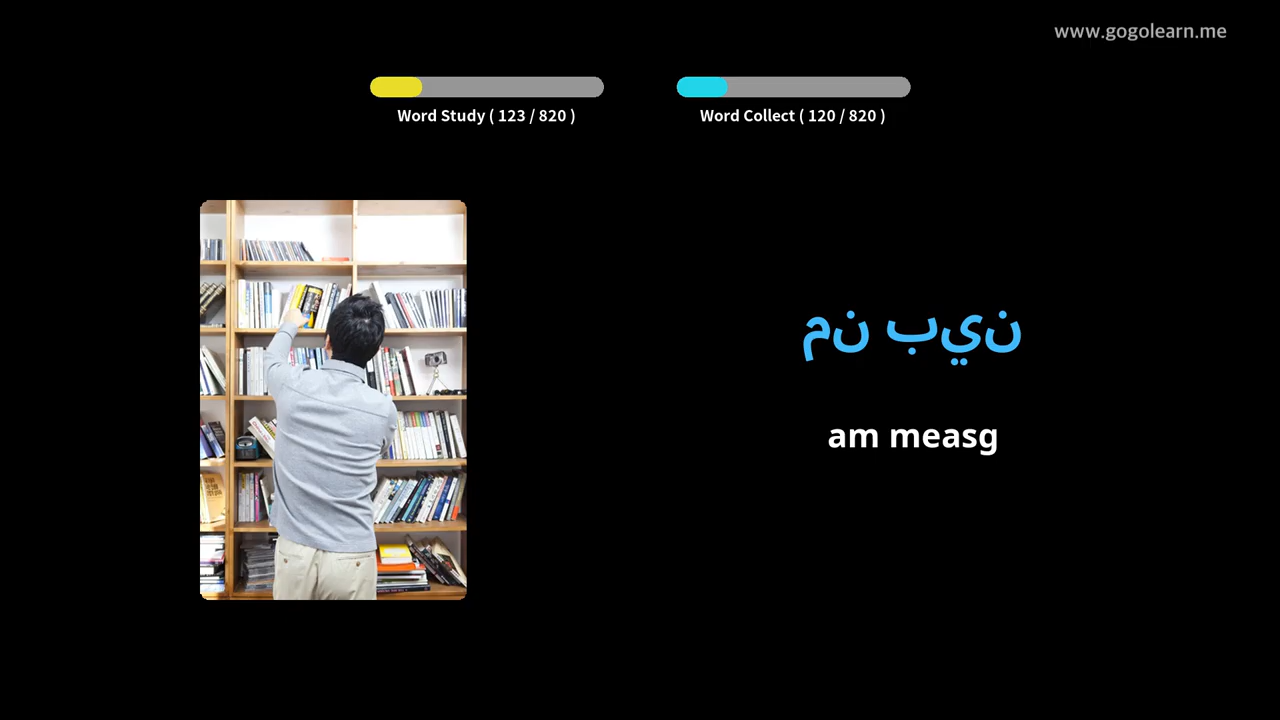 www.gogolearn.me
Word Study ( 123 / 820 )
Word Collect ( 120 / 820 )
من بين
am measg